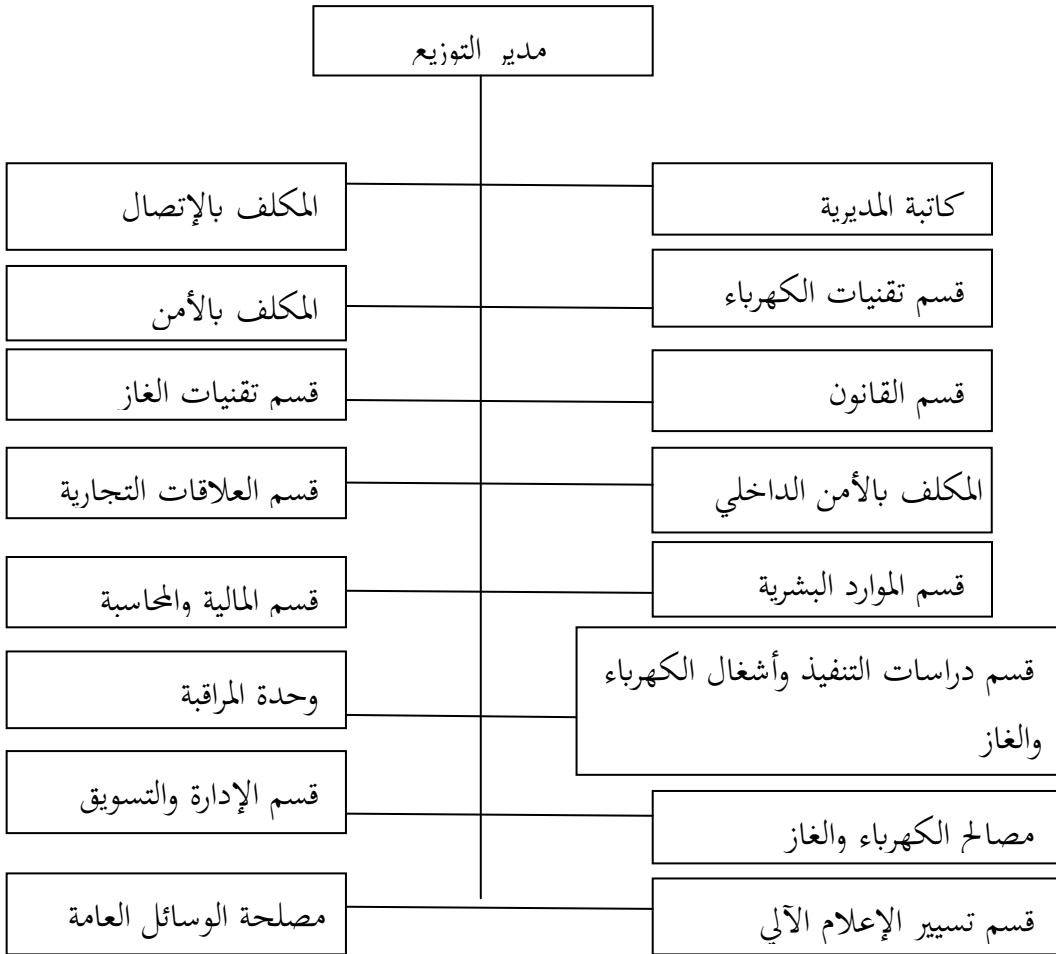 مدير التوزيع
كاتبة المديرية
المكلف بالإتصال
قسم تقنيات الكهرباء
المكلف بالأمن
قسم القانون
قسم تقنيات الغاز
المكلف بالأمن الداخلي
قسم العلاقات التجارية
قسم الموارد البشرية
قسم المالية والمحاسبة
قسم دراسات التنفيذ وأشغال الكهرباء
والغاز
وحدة المراقبة
مصالح الكهرباء والغاز
قسم الإدارة والتسويق
قسم تسيير الإعلام الآلي
مصلحة الوسائل العامة